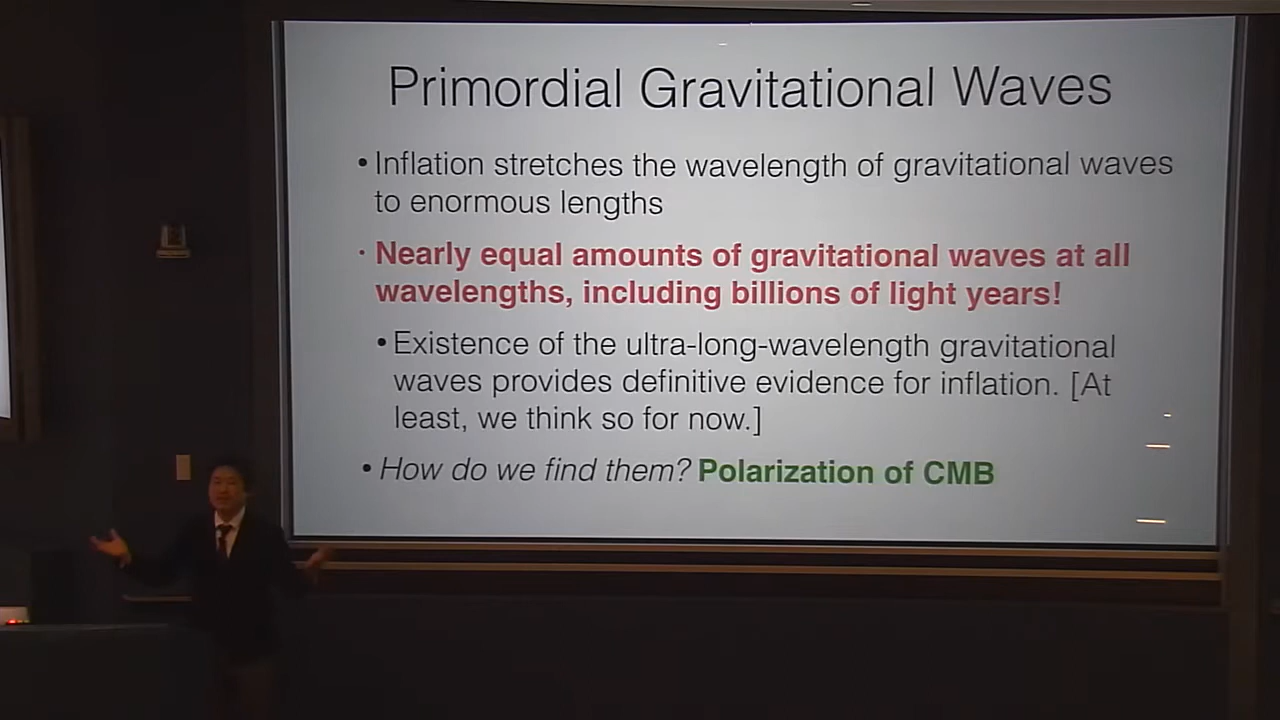 Primordial Gravitational Waves
• Inflation stretches the wavelength of gravitational waves
to enormous lengths
• Nearly equal amounts of gravitational waves at all
wavelengths, including billions of light years!
• Existence of the ultra-long-wavelength gravitational
waves provides definitive evidence for inflation. [At
least, we think so for now.]
• How do we find them? Polarization of CMB